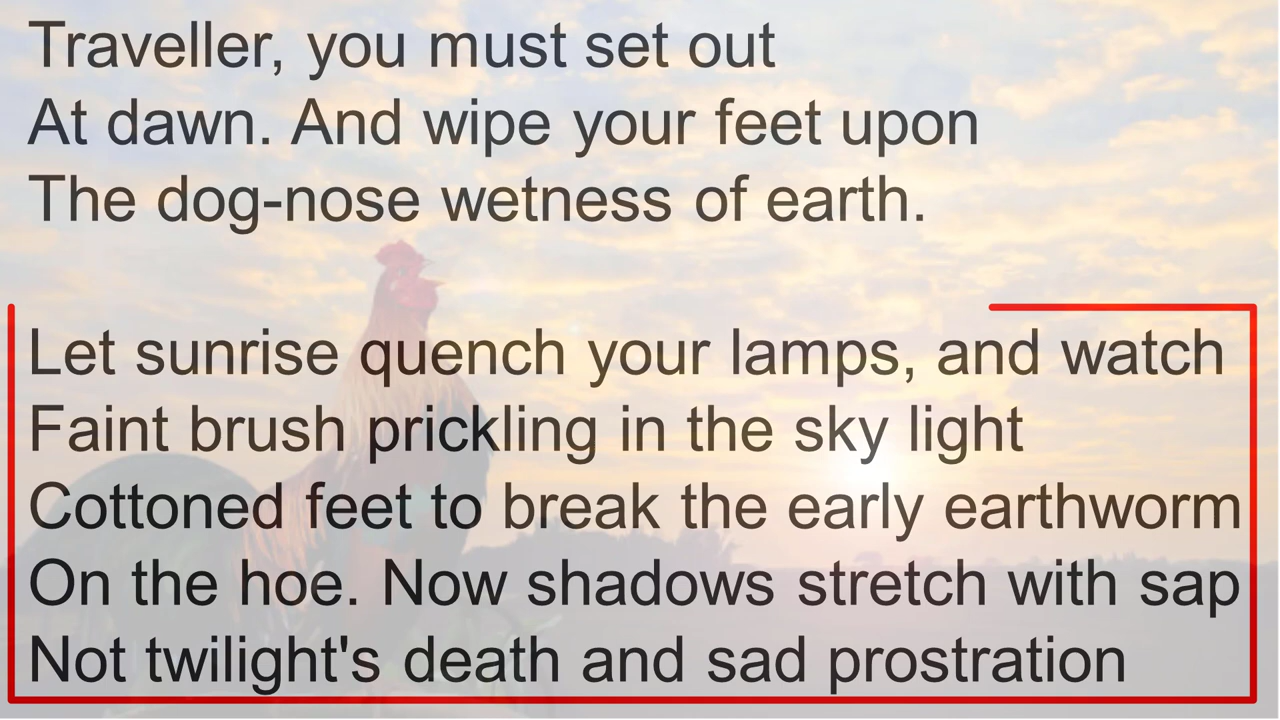 Traveller, you must set out
At dawn. And wipe your feet upon
The dog-nose wetness of earth.
Let sunrise quench your lamps, and watch
Faint brush prickling in the sky light
Cottoned feet to break the early earthworm
On the hoe. Now shadows stretch with sap
Not twilight's death and sad prostration